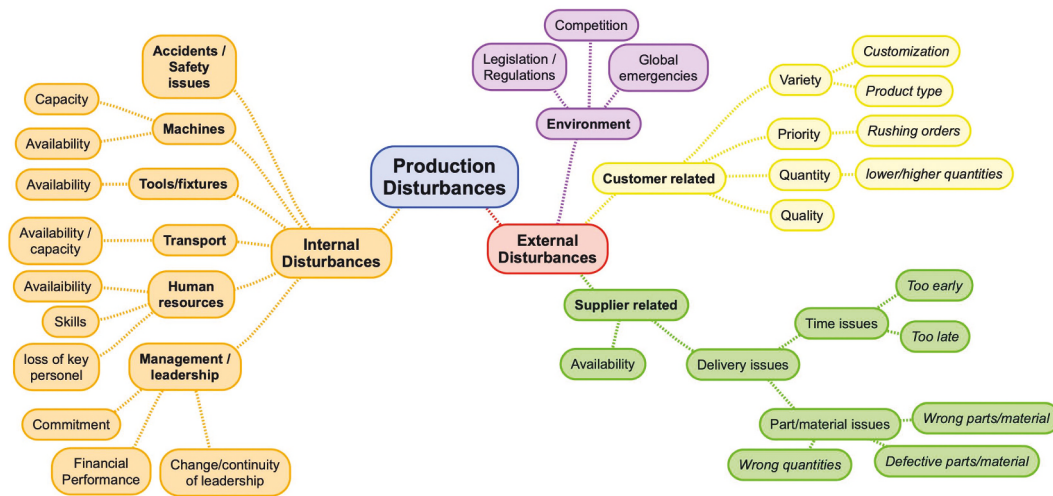 Production
Disturbances
Internal
Disturbances
Accidents /
Safety
issues
Machines
Capacity
Availability
Tools/fixtures
Availability
Transport
Availability /
capacity
Human
resources
Availaibility
Skills
loss of key
personel
Management /
leadership
Commitment
Financial
Performance
Change/continuity
of leadership
External
Disturbances
Environment
Legislation /
Regulations
Competition
Global
emergencies
Customer related
Variety
Customization
Product type
Priority
Rushing orders
Quantity
lower/higher quantities
Quality
Supplier related
Availability
Delivery issues
Time issues
Too early
Too late
Part/material issues
Wrong parts/material
Defective parts/material
Wrong quantities